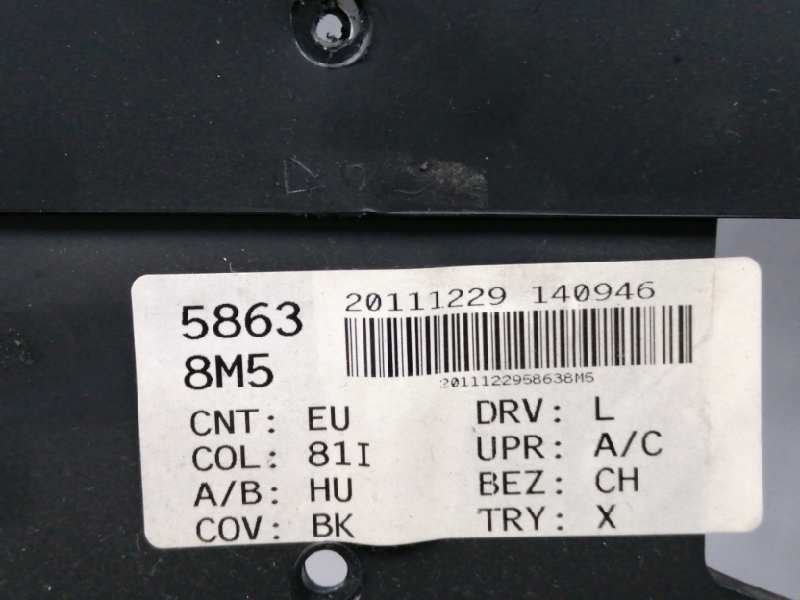 20111229 140946
5863
8M5
2011122958638M5
CNT: EU DRV: L
COL: 81I UPR: A/C
A/B: HU BEZ: CH
COV: BK TRY: X